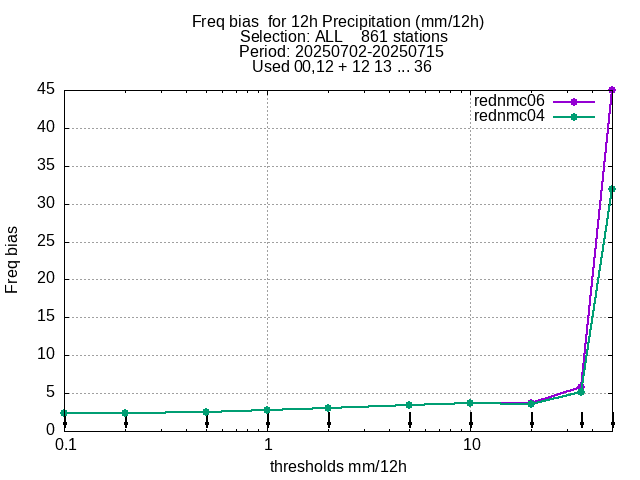 Freq bias  for 12h Precipitation (mm/12h)
Selection: ALL    861 stations
Period: 20250702-20250715
Used 00,12 + 12 13 ... 36
rednmc06
rednmc04
45
40
35
30
25
20
15
10
5
0
Freq bias
0.1
1
10
thresholds mm/12h